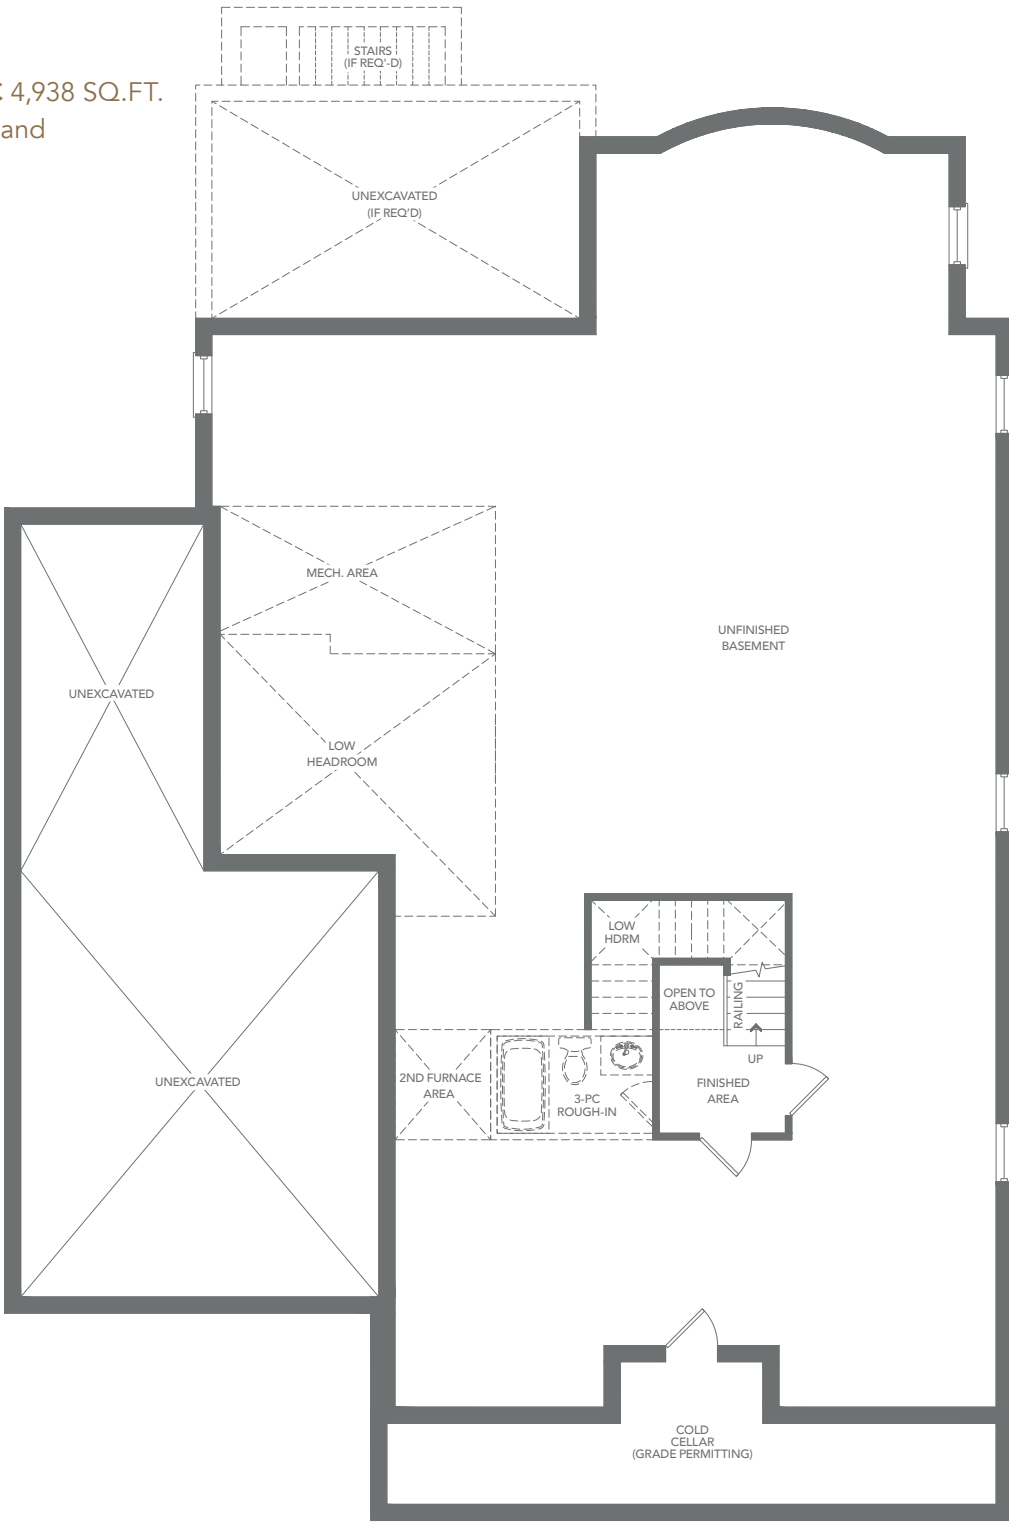 STAIRS
(IF REQ'-D)
4,938 SQ.FT.
and
UNEXCAVATED
(IF REQ'D)
MECH. AREA
UNFINISHED
BASEMENT
UNEXCAVATED
LOW
HEADROOM
LOW
HDRM
OPEN TO
ABOVE
RAILING
UP
2ND FURNACE
AREA
3-PC
ROUGH-IN
FINISHED
AREA
UNEXCAVATED
COLD
CELLAR
(GRADE PERMITTING)